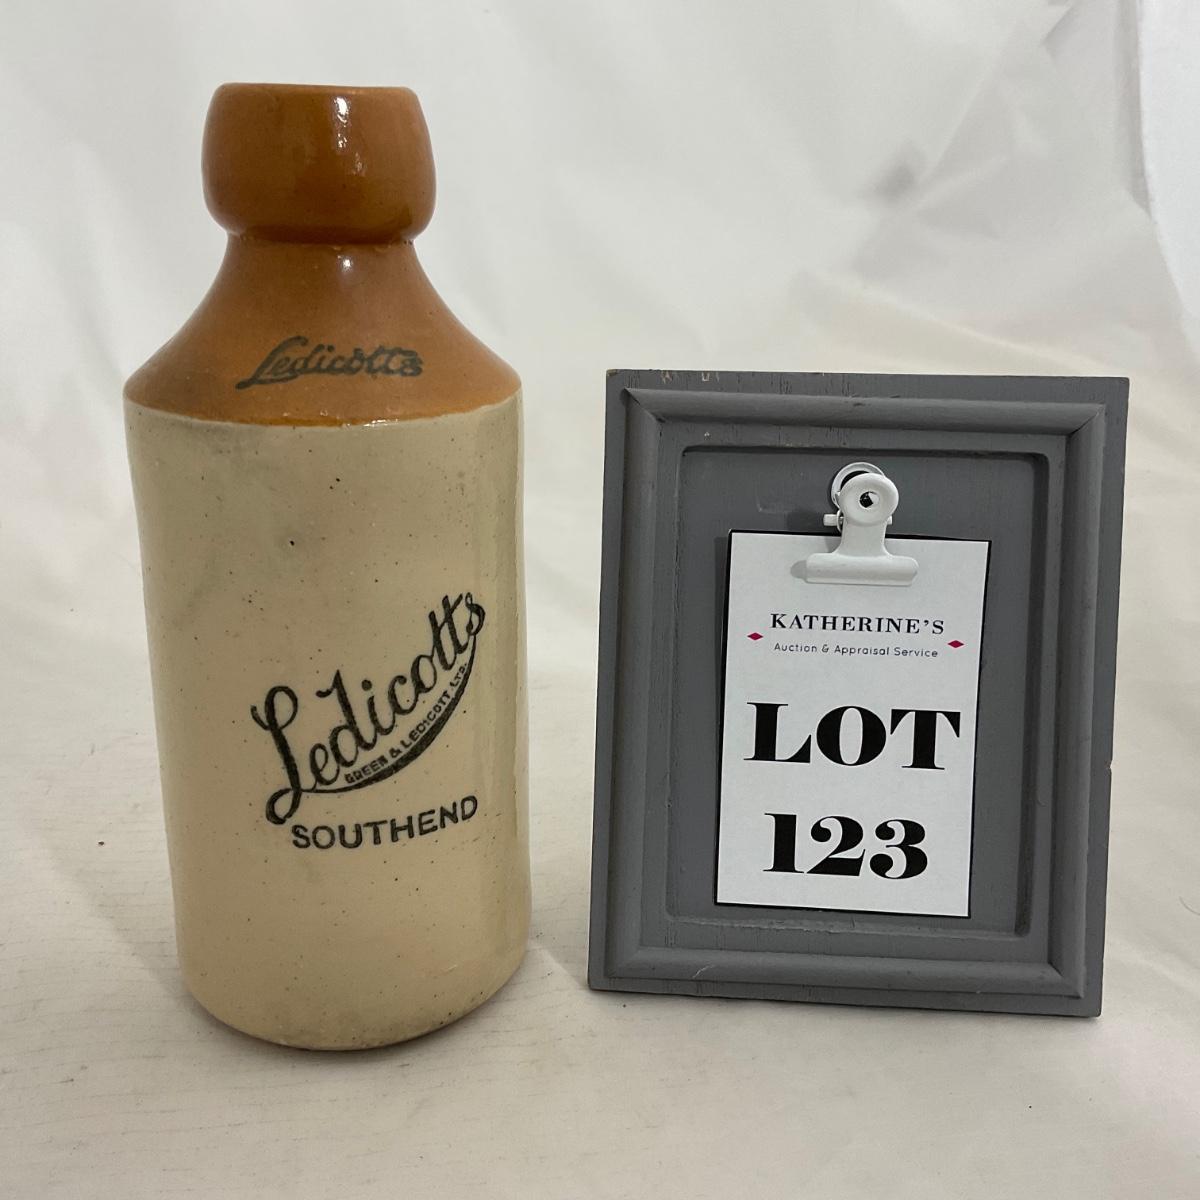 Ledicotts
Ledicotts
GREEN & LEDICOTT LTD.
SOUTHEND
KATHERINE'S
Auction & Appraisal Service
LOT
123